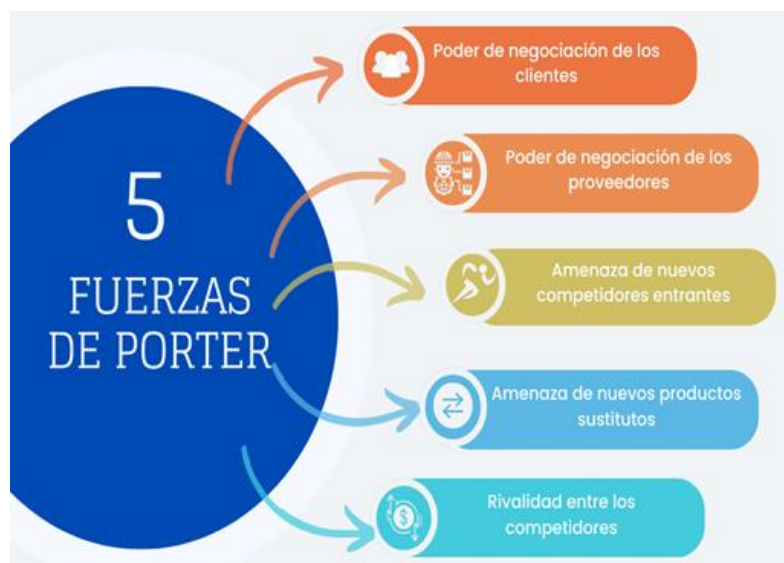 5
FUERZAS
DE PORTER
Poder de negociación de los
clientes
Poder de negociación de los
proveedores
Amenaza de nuevos
competidores entrantes
Amenaza de nuevos productos
sustitutos
Rivalidad entre los
competidores